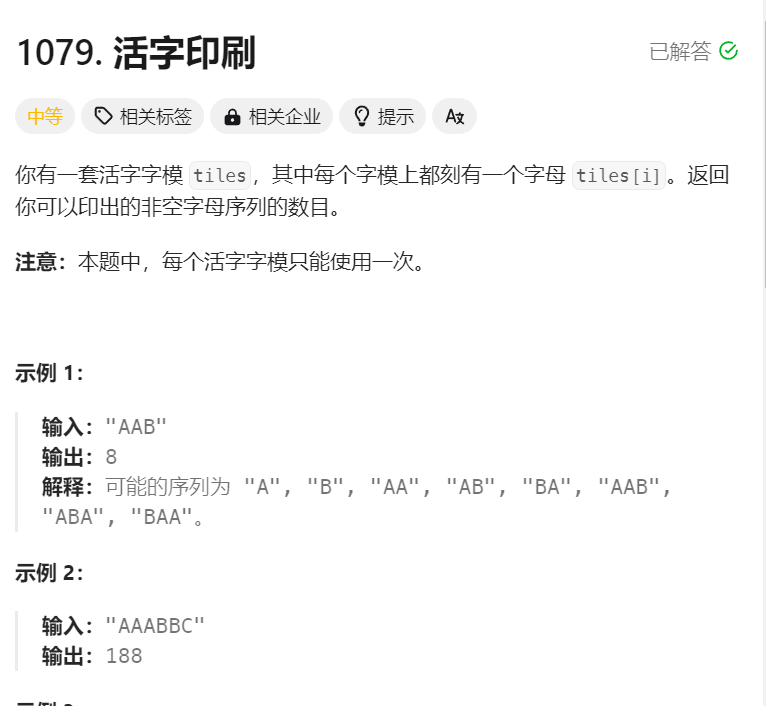 1079. 活字印刷
已解答
中等 相关标签 相关企业 提示
你有一套活字字模 tiles，其中每个字模上都刻有一个字母 tiles[i]。返回
你可以印出的非空字母序列的数目。
注意：本题中，每个活字字模只能使用一次。
示例 1：
输入："AAB"
输出：8
解释：可能的序列为 "A", "B", "AA", "AB", "BA", "AAB",
"ABA", "BAA"。
示例 2：
输入："AAABBC"
输出：188